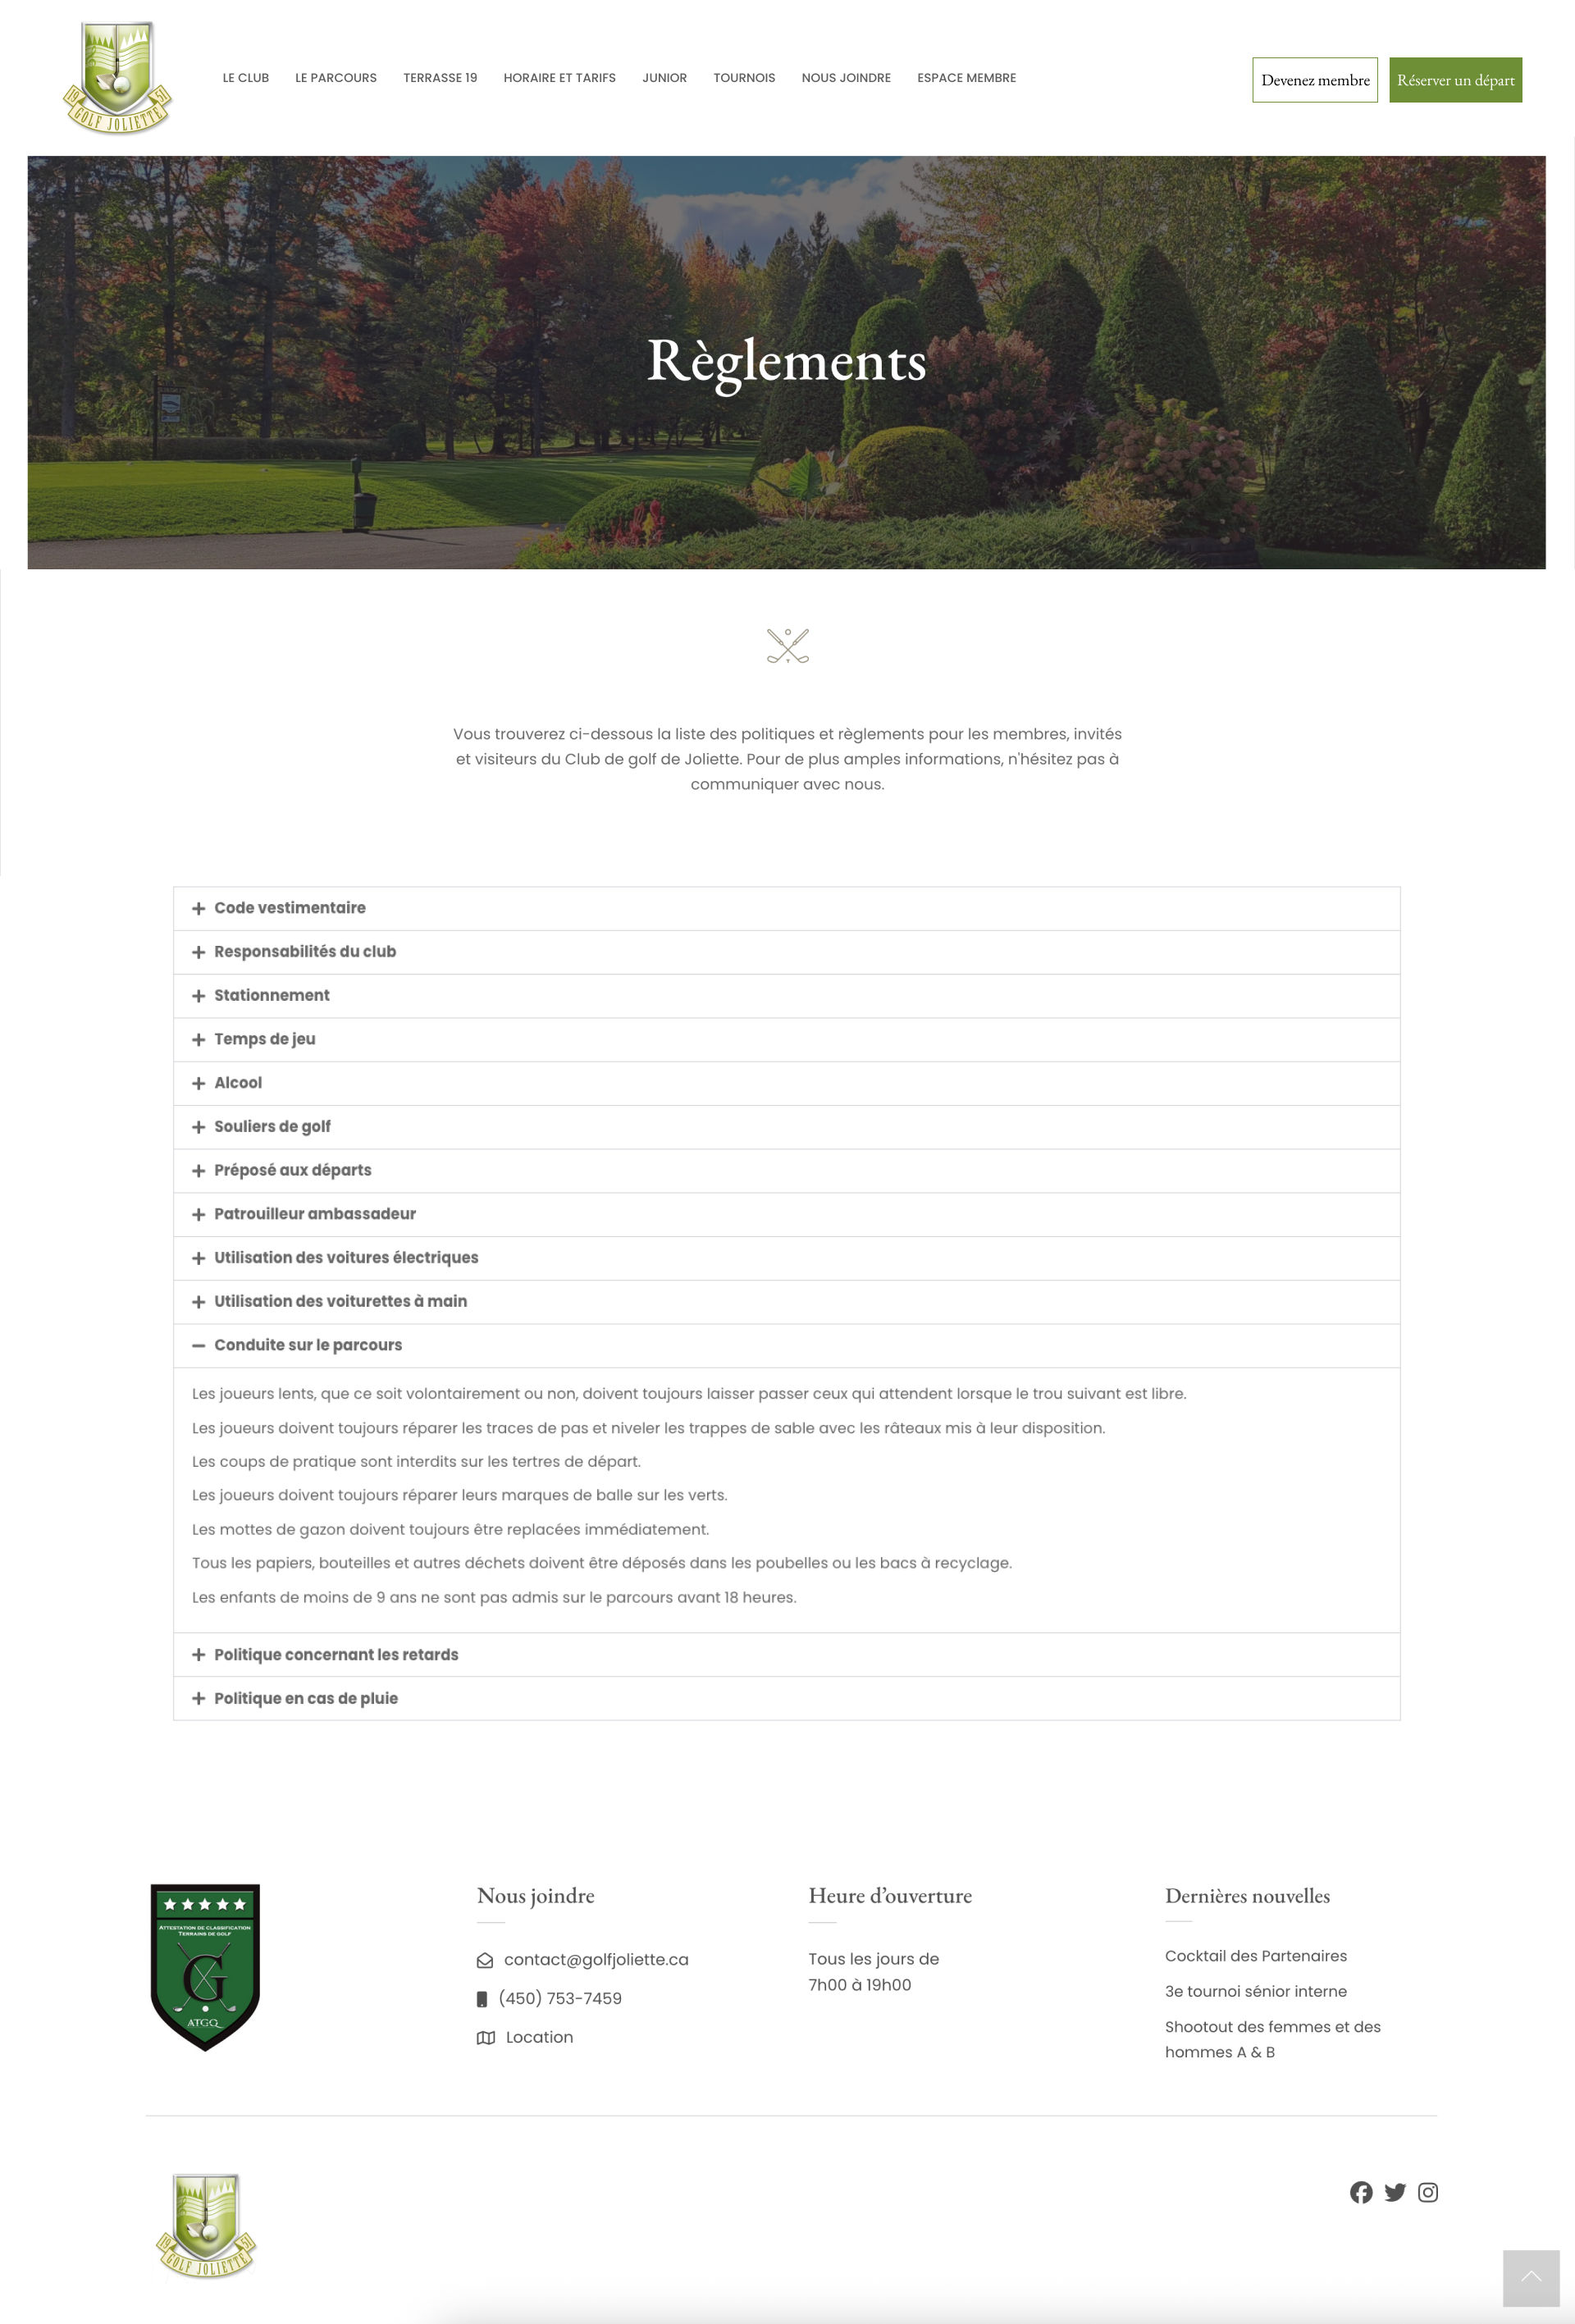 19 51
GOLF JOLIETTE
LE CLUB
LE PARCOURS
TERRASSE 19
HORAIRE ET TARIFS
JUNIOR
TOURNOIS
NOUS JOINDRE
ESPACE MEMBRE
Devenez membre
Réserver un départ
Règlements
Vous trouverez ci-dessous la liste des politiques et règlements pour les membres, invités
et visiteurs du Club de golf de Joliette. Pour de plus amples informations, n'hésitez pas à
communiquer avec nous.
Code vestimentaire
Responsabilités du club
Stationnement
Temps de jeu
Alcool
Souliers de golf
Préposé aux départs
Patrouilleur ambassadeur
Utilisation des voitures électriques
Utilisation des voiturettes à main
Conduite sur le parcours
Les joueurs lents, que ce soit volontairement ou non, doivent toujours laisser passer ceux qui attendent lorsque le trou suivant est libre.
Les joueurs doivent toujours réparer les traces de pas et niveler les trappes de sable avec les râteaux mis à leur disposition.
Les coups de pratique sont interdits sur les tertres de départ.
Les joueurs doivent toujours réparer leurs marques de balle sur les verts.
Les mottes de gazon doivent toujours être replacées immédiatement.
Tous les papiers, bouteilles et autres déchets doivent être déposés dans les poubelles ou les bacs à recyclage.
Les enfants de moins de 9 ans ne sont pas admis sur le parcours avant 18 heures.
Politique concernant les retards
Politique en cas de pluie
ATTESTATION DE CLASSIFICATION
TERRAINS DE GOLF
G
ATGQ
Nous joindre
contact@golfjoliette.ca
(450) 753-7459
Location
Heure d’ouverture
Tous les jours de
7h00 à 19h00
Dernières nouvelles
Cocktail des Partenaires
3e tournoi sénior interne
Shootout des femmes et des
hommes A & B
19 51
GOLF JOLIETTE